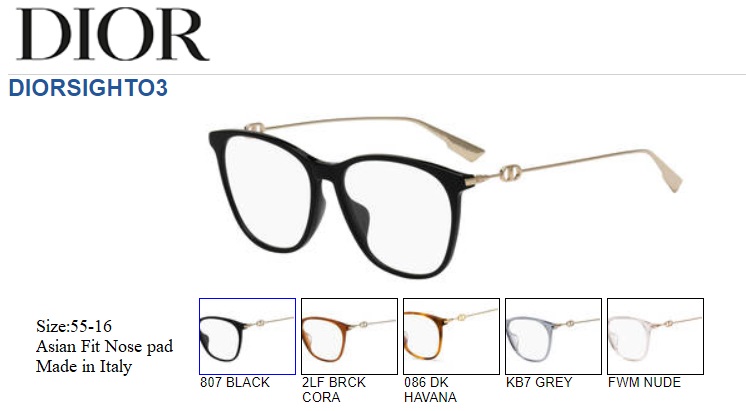 DIOR
DIORSIGHTO3
Size:55-16
Asian Fit Nose pad
Made in Italy
807 BLACK
2LF BRCK
CORA
086 DK
HAVANA
KB7 GREY
FWM NUDE